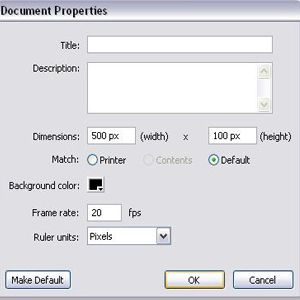 Document Properties
Title:
Description:
Dimensions: 500 px (width) x 100 px (height)
Match: Printer Contents Default
Background color:
Frame rate: 20 fps
Ruler units: Pixels
Make Default OK Cancel